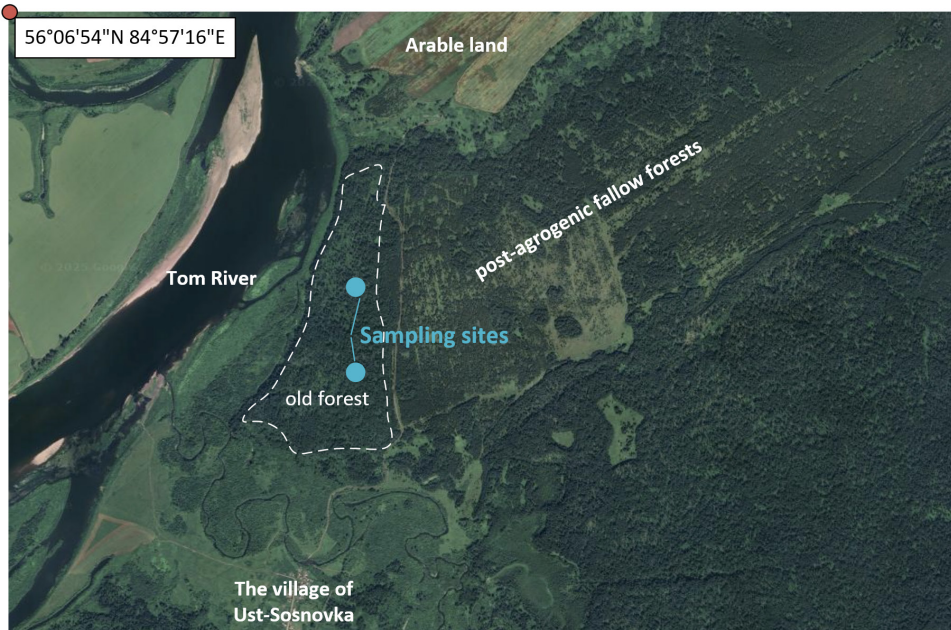 56°06'54"N 84°57'16"E
Arable land
post-agrogenic fallow forests
Tom River
Sampling sites
old forest
The village of
Ust-Sosnovka